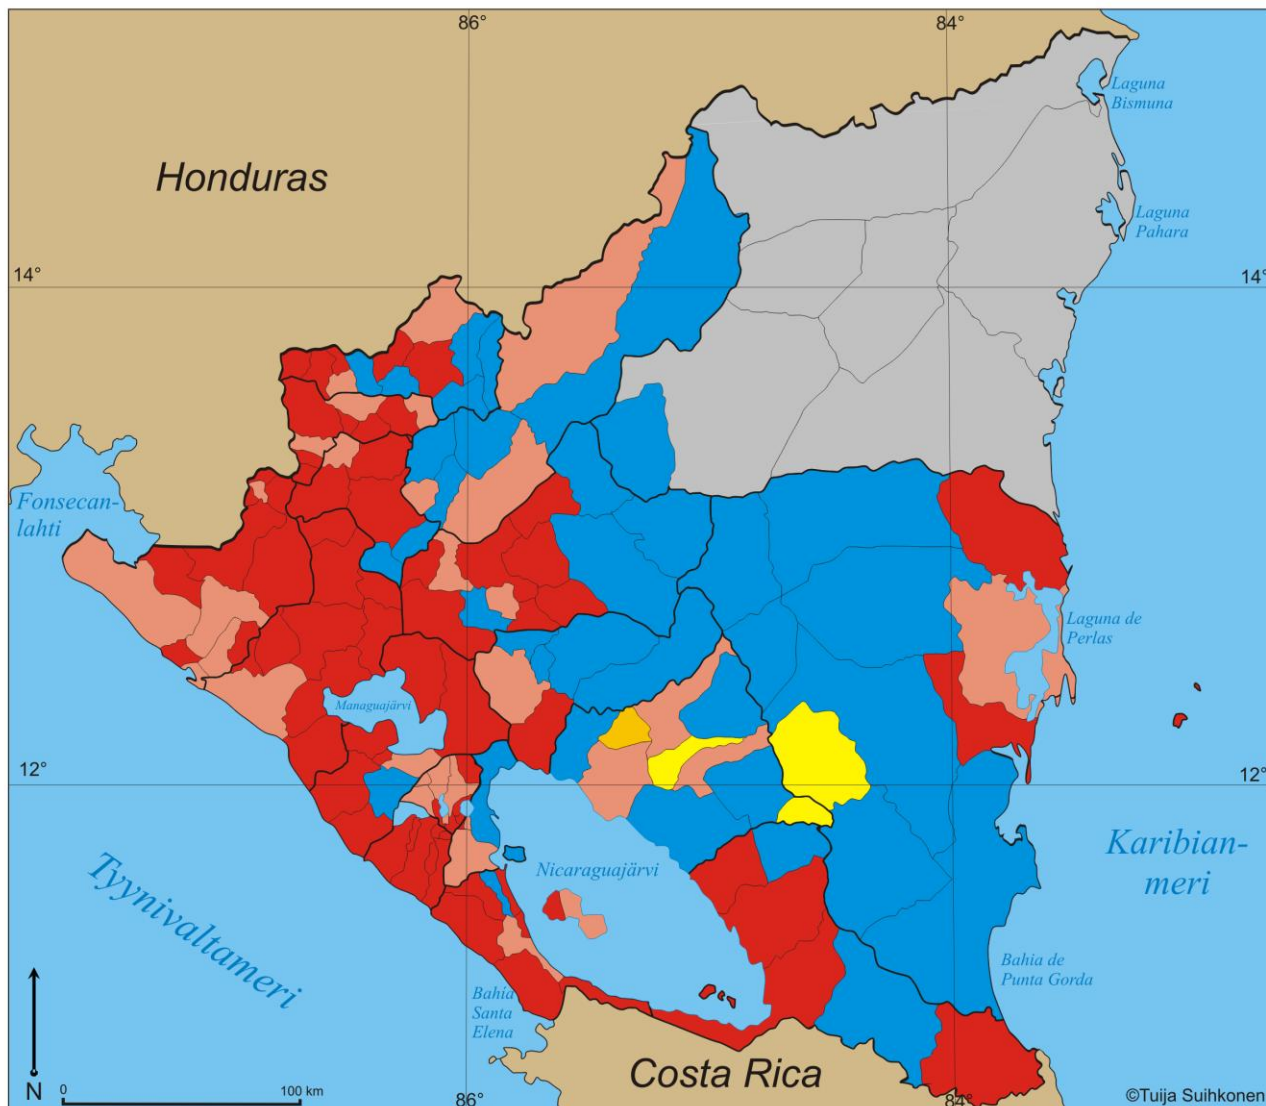 86°
84°
Laguna
Bismuna
Honduras
Laguna
Pahara
14°
14°
Fonsecan-
lahti
Laguna de
Perlas
Managuajärvi
12°
12°
Karibian-
meri
Nicaraguajärvi
Tyynivaltameri
Bahia de
Punta Gorda
Bahía
Santa
Elena
Costa Rica
N
0
100 km
86°
84°
©Tuija Suihkonen